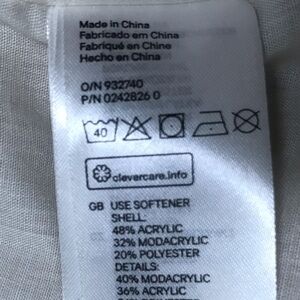 Made in China
Fabricado em China
Fabriqué en Chine
Hecho en China
O/N 932740
P/N 0242826 0
40
clevercare.info
GB USE SOFTENER
SHELL:
48% ACRYLIC
32% MODACRYLIC
20% POLYESTER
DETAILS:
40% MODACRYLIC
36% ACRYLIC